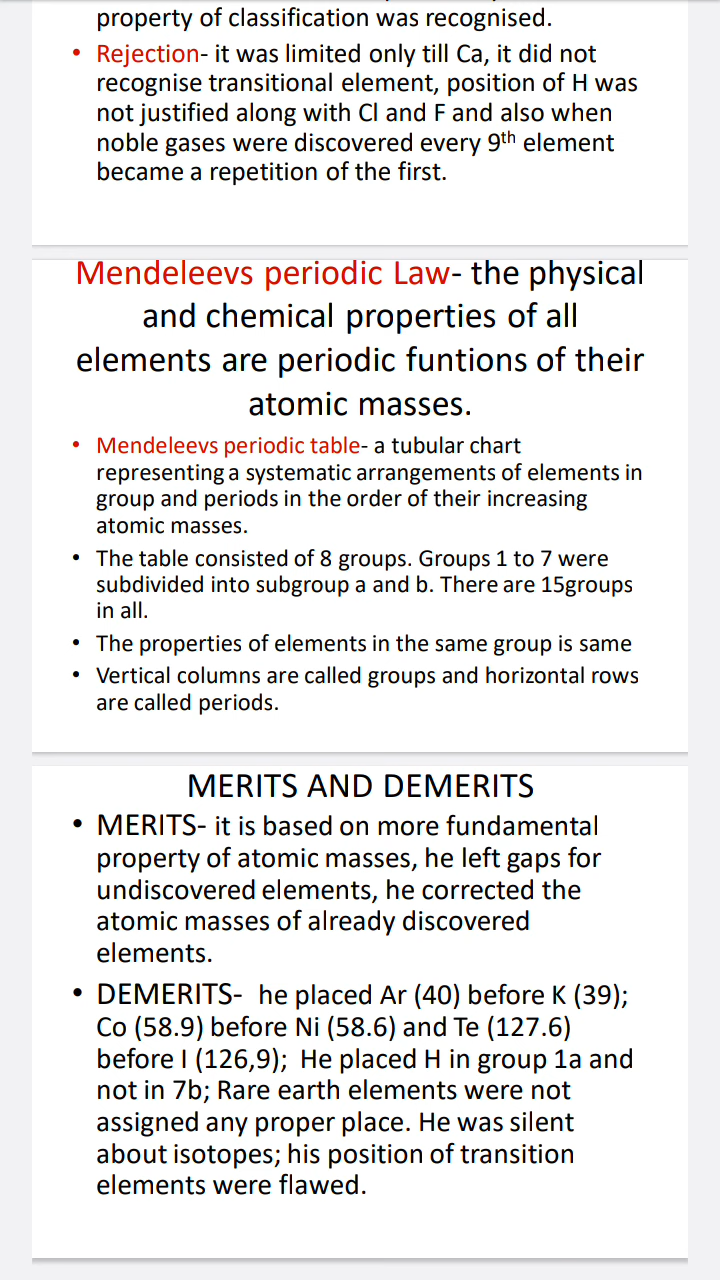 property of classification was recognised.
• Rejection- it was limited only till Ca, it did not
recognise transitional element, position of H was
not justified along with Cl and F and also when
noble gases were discovered every 9th element
became a repetition of the first.
Mendeleevs periodic Law- the physical
and chemical properties of all
elements are periodic funtions of their
atomic masses.
• Mendeleevs periodic table- a tubular chart
representing a systematic arrangements of elements in
group and periods in the order of their increasing
atomic masses.
• The table consisted of 8 groups. Groups 1 to 7 were
subdivided into subgroup a and b. There are 15groups
in all.
• The properties of elements in the same group is same
• Vertical columns are called groups and horizontal rows
are called periods.
MERITS AND DEMERITS
• MERITS- it is based on more fundamental
property of atomic masses, he left gaps for
undiscovered elements, he corrected the
atomic masses of already discovered
elements.
• DEMERITS- he placed Ar (40) before K (39);
Co (58.9) before Ni (58.6) and Te (127.6)
before I (126,9); He placed H in group 1a and
not in 7b; Rare earth elements were not
assigned any proper place. He was silent
about isotopes; his position of transition
elements were flawed.